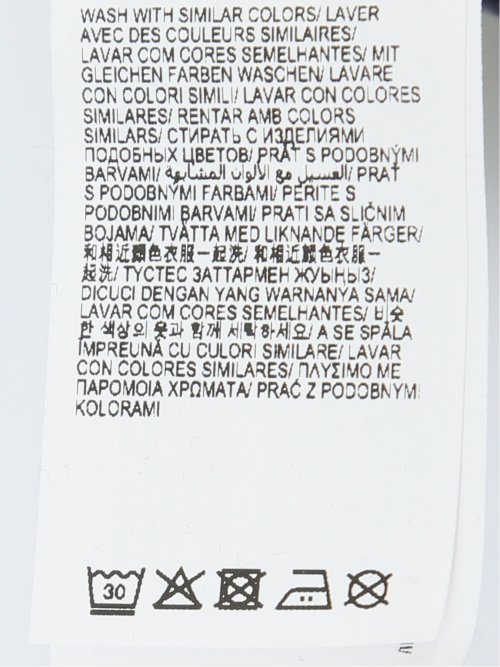 WASH WITH SIMILAR COLORS/ LAVER
AVEC DES COULEURS SIMILAIRES/
LAVAR COM CORES SEMELHANTES/ MIT
GLEICHEN FARBEN WASCHEN/ LAVARE
CON COLORI SIMILI/ LAVAR CON COLORES
SIMILARES/ RENTAR AMB COLORS
SIMILARS/ СТИРАТЬ С ИЗДЕЛИЯМИ
ПОДОБНЫХ ЦВЕТОВ/ PRÁT S PODOBNÝMI
BARVAMI/ الغسيل مع الألوان المشابهة/ PRAŤ
S PODOBNÝMI FARBAMI/ PERITE S
PODOBNIMI BARVAMI/ PRATI SA SLIČNIM
BOJAMA/ TVÄTTA MED LIKNANDE FÄRGER/
和相近颜色衣服一起洗/ 和相近顏色衣服一
起洗/ ТҮСТЕС ЗАТТАРМЕН ЖУЫҢЫЗ/
DICUCI DENGAN YANG WARNANYA SAMA/
LAVAR COM CORES SEMELHANTES/ 비슷
한 색상의 옷과 함께 세탁하세요/ A SE SPĂLA
ÎMPREUNĂ CU CULORI SIMILARE/ LAVAR
CON COLORES SIMILARES/ ΠΛΥΣΙΜΟ ΜΕ
ΠΑΡΟΜΟΙΑ ΧΡΩΜΑΤΑ/ PRAĆ Z PODOBNYMI
KOLORAMI
30